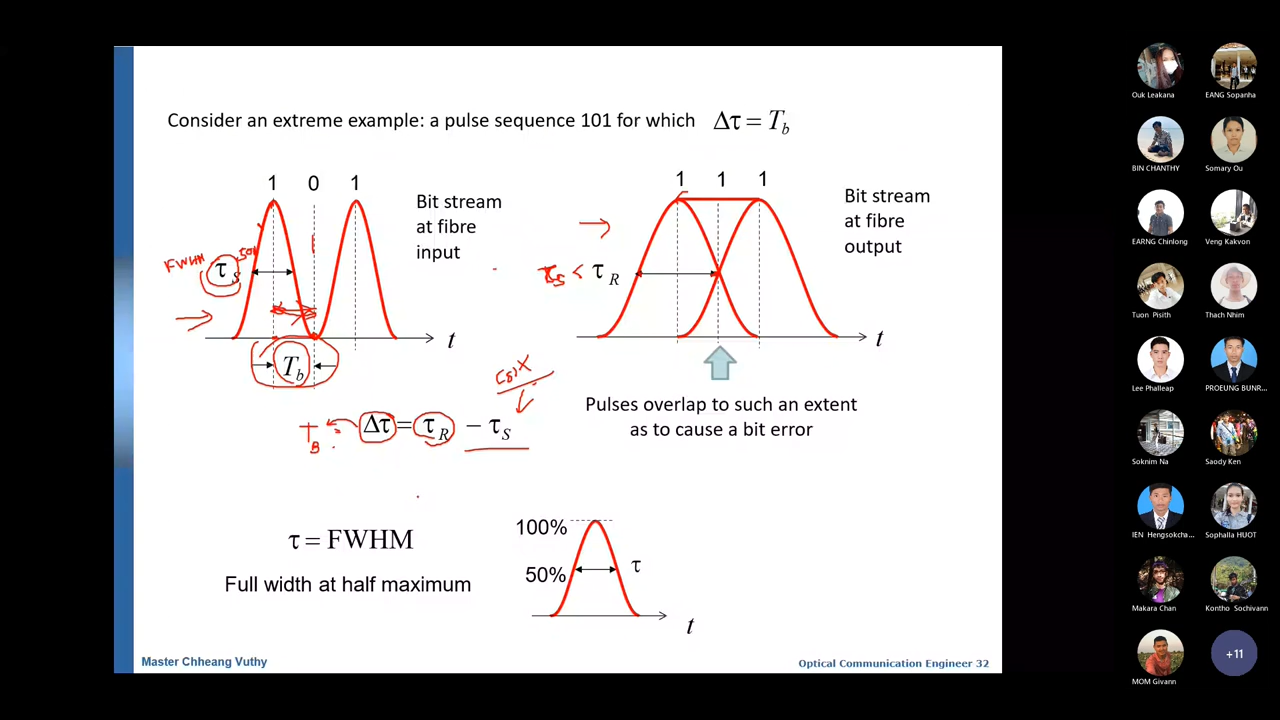 Consider an extreme example: a pulse sequence 101 for which Δτ = T_b
1 0 1
Bit stream
at fibre
input
FWHM
τ_S
t
T_b
1 1 1
Bit stream
at fibre
output
τ_S < τ_R
t
Pulses overlap to such an extent
as to cause a bit error
T_B
Δτ = τ_R − τ_S
τ = FWHM
Full width at half maximum
100%
50%
τ
t
Master Chheang Vuthy
Optical Communication Engineer 32
Ouk Leakana
EANG Sopanha
BIN CHANTHY
Somary Ou
EARNG Chinlong
Veng Kakvon
Tuon Pisith
Thach Nhim
Lee Phalleap
PROEUNG BUNR...
Soknim Na
Saody Ken
IEN Hengsokcha...
Sophalla HUOT
Makara Chan
Kontho Sochivann
MOM Givann
+11